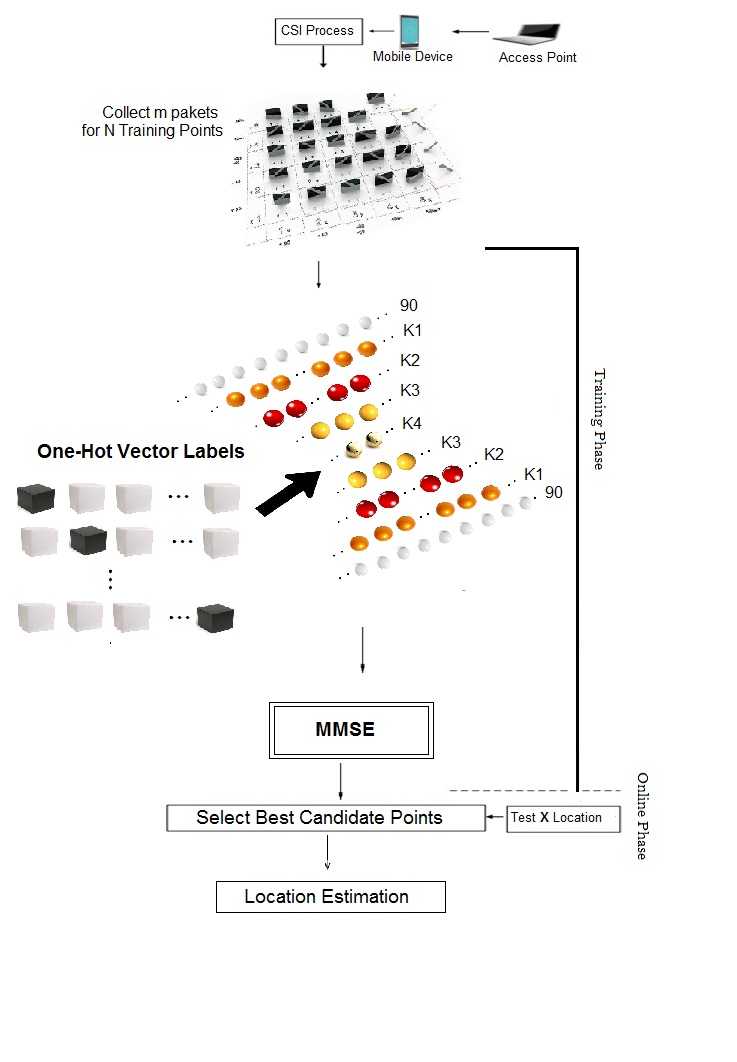 CSI Process
Mobile Device
Access Point
Collect m pakets
for N Training Points
90
K1
K2
K3
K4
K3
K2
K1
90
One-Hot Vector Labels
...
...
...
Training Phase
MMSE
Online Phase
Select Best Candidate Points
Test X Location
Location Estimation